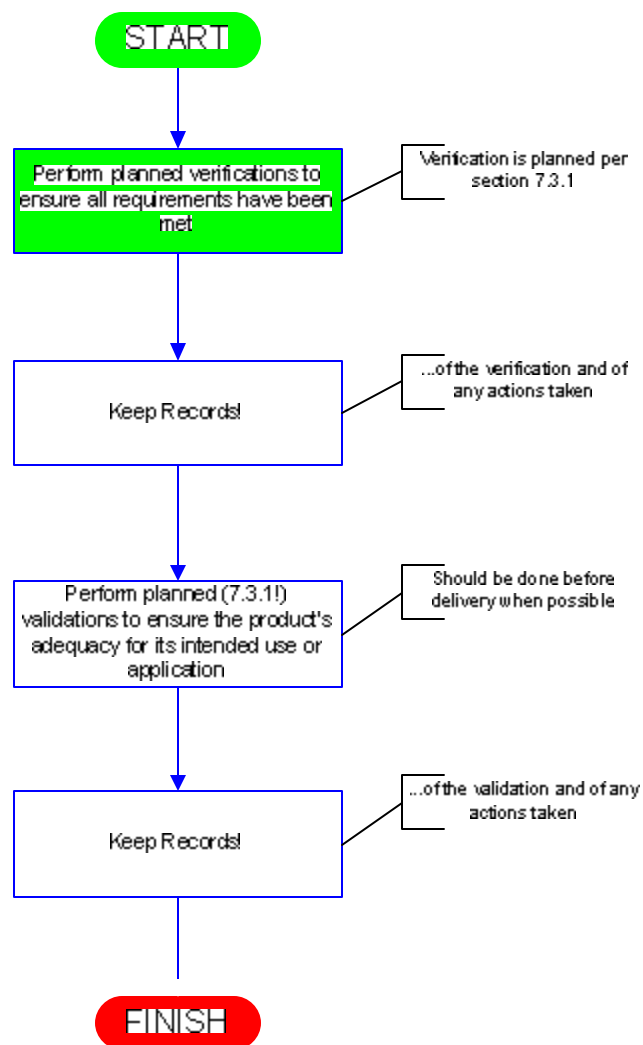 START
Perform planned verifications to
ensure all requirements have been
met
Verification is planned per
section 7.3.1
Keep Records!
...of the verification and of
any actions taken
Perform planned (7.3.1!)
validations to ensure the product's
adequacy for its intended use or
application
Should be done before
delivery when possible
Keep Records!
...of the validation and of any
actions taken
FINISH